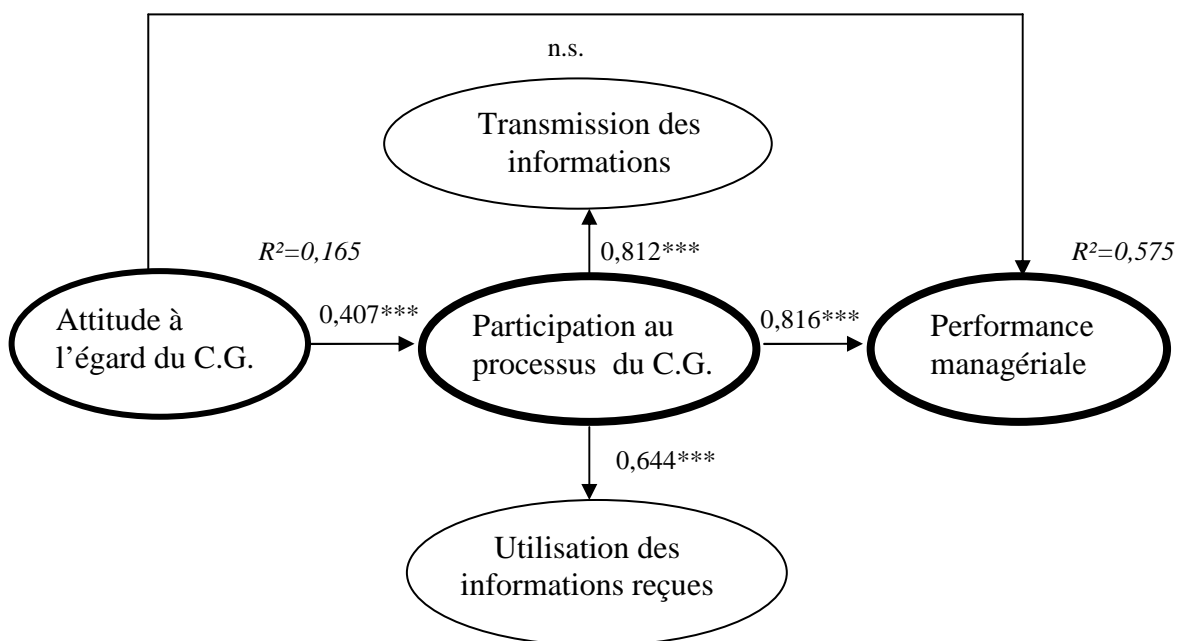 n.s.
Transmission des
informations
R²=0,165
0,812***
R²=0,575
Attitude à
l’égard du C.G.
0,407***
Participation au
processus du C.G.
0,816***
Performance
managériale
0,644***
Utilisation des
informations reçues